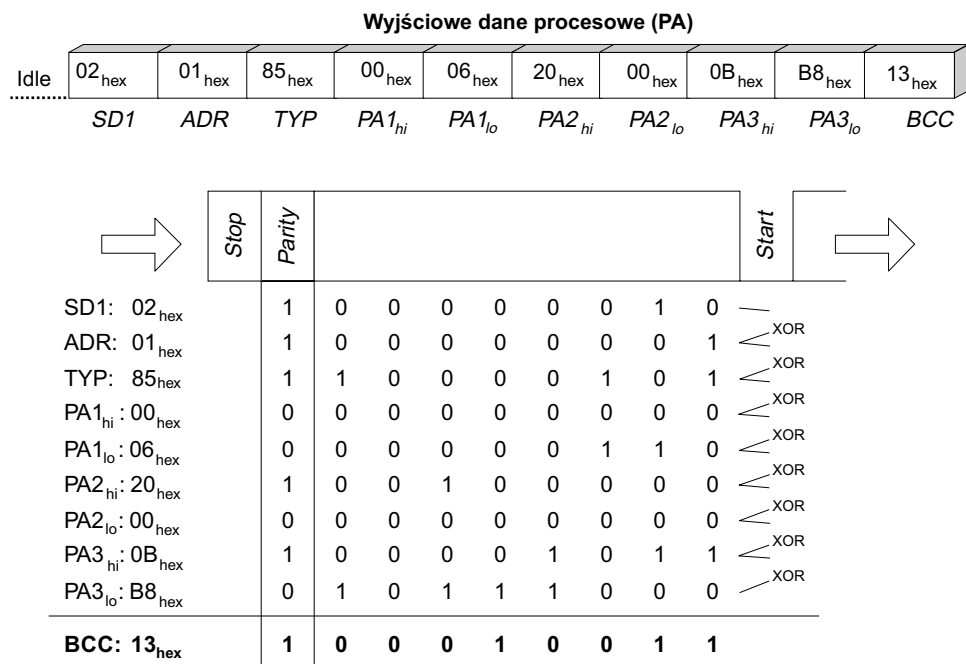 Wyjściowe dane procesowe (PA)
Idle 02hex 01hex 85hex 00hex 06hex 20hex 00hex 0Bhex B8hex 13hex
SD1 ADR TYP PA1hi PA1lo PA2hi PA2lo PA3hi PA3lo BCC
Stop Parity Start
SD1: 02hex 1 0 0 0 0 0 0 1 0
XOR
ADR: 01hex 1 0 0 0 0 0 0 0 1
XOR
TYP: 85hex 1 1 0 0 0 0 1 0 1
XOR
PA1hi: 00hex 0 0 0 0 0 0 0 0 0
XOR
PA1lo: 06hex 0 0 0 0 0 0 1 1 0
XOR
PA2hi: 20hex 1 0 0 1 0 0 0 0 0
XOR
PA2lo: 00hex 0 0 0 0 0 0 0 0 0
XOR
PA3hi: 0Bhex 1 0 0 0 0 1 0 1 1
XOR
PA3lo: B8hex 0 1 0 1 1 1 0 0 0
BCC: 13hex 1 0 0 0 1 0 0 1 1